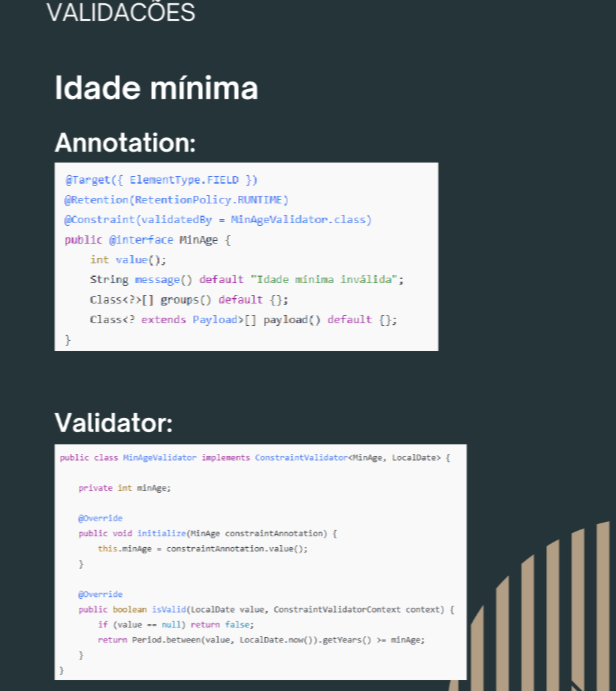 VALIDACÕES
Idade mínima
Annotation:
@Target({ ElementType.FIELD })
@Retention(RetentionPolicy.RUNTIME)
@Constraint(validatedBy = MinAgeValidator.class)
public @interface MinAge {
    int value();
    String message() default "Idade mínima inválida";
    Class<?>[] groups() default {};
    Class<? extends Payload>[] payload() default {};
}
Validator:
public class MinAgeValidator implements ConstraintValidator<MinAge, LocalDate> {
    private int minAge;
    @Override
    public void initialize(MinAge constraintAnnotation) {
        this.minAge = constraintAnnotation.value();
    }
    @Override
    public boolean isValid(LocalDate value, ConstraintValidatorContext context) {
        if (value == null) return false;
        return Period.between(value, LocalDate.now()).getYears() >= minAge;
    }
}